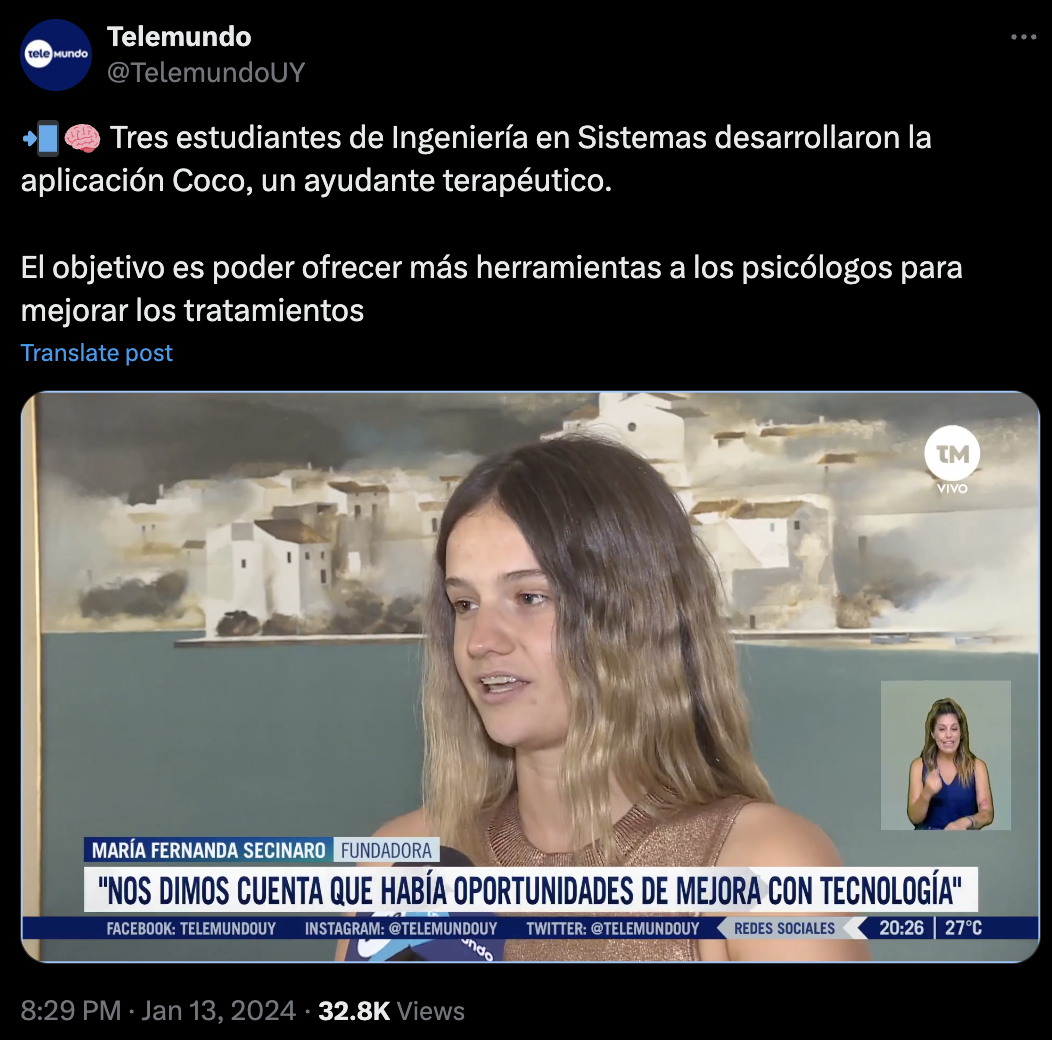 tele MUNDO
Telemundo
@TelemundoUY
Tres estudiantes de Ingeniería en Sistemas desarrollaron la
aplicación Coco, un ayudante terapéutico.
El objetivo es poder ofrecer más herramientas a los psicólogos para
mejorar los tratamientos
Translate post
TM
VIVO
MARÍA FERNANDA SECINARO FUNDADORA
"NOS DIMOS CUENTA QUE HABÍA OPORTUNIDADES DE MEJORA CON TECNOLOGÍA"
FACEBOOK: TELEMUNDOUY INSTAGRAM: @TELEMUNDOUY TWITTER: @TELEMUNDOUY REDES SOCIALES 20:26 27°C
8:29 PM · Jan 13, 2024 · 32.8K Views